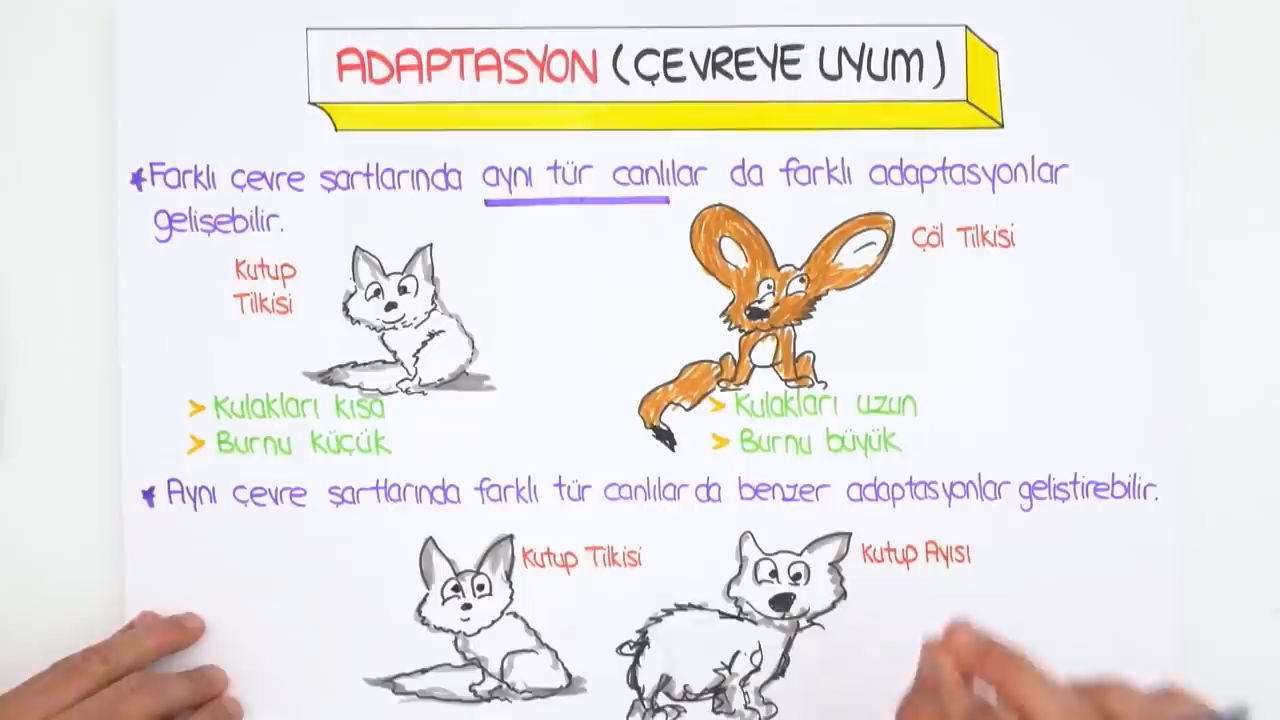 ADAPTASYON (ÇEVREYE UYUM)
*Farklı çevre şartlarında aynı tür canlılar da farklı adaptasyonlar
gelişebilir.
Kutup
Tilkisi
Çöl Tilkisi
> Kulakları kısa
> Burnu küçük
> Kulakları uzun
> Burnu büyük
* Aynı çevre şartlarında farklı tür canlılar da benzer adaptasyonlar geliştirebilir.
Kutup Tilkisi
Kutup Ayısı